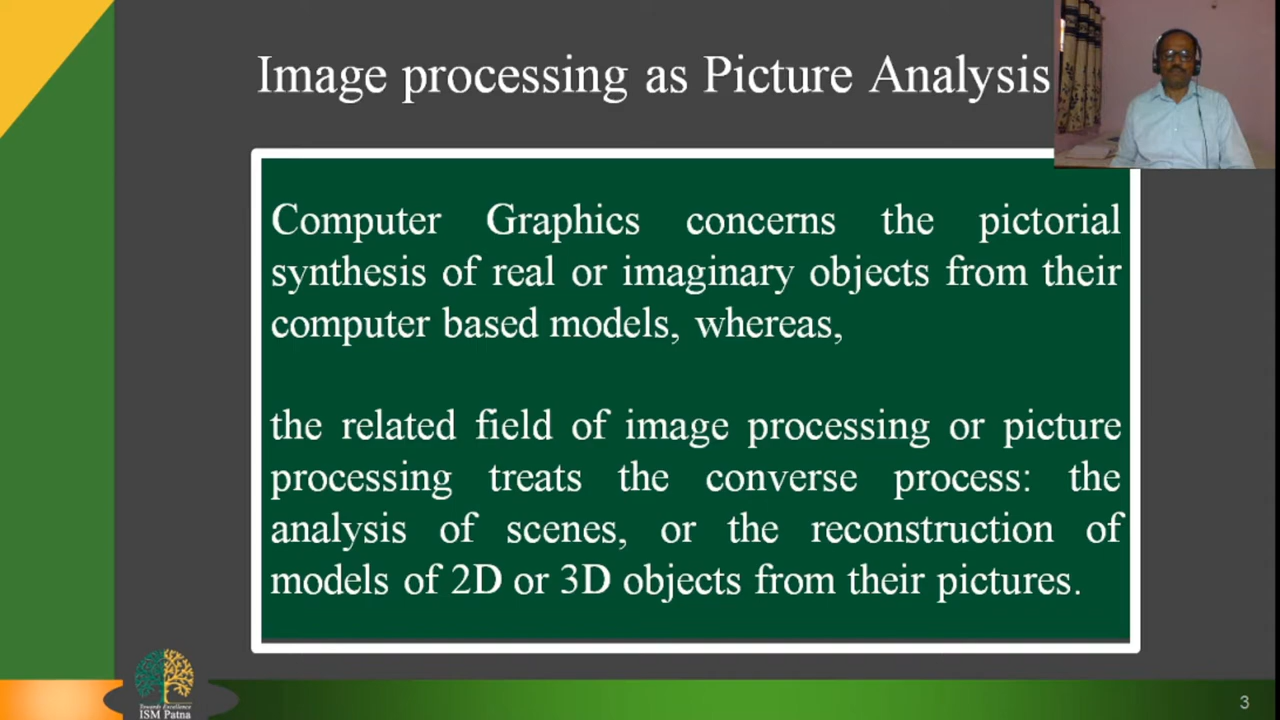 Image processing as Picture Analysis
Computer Graphics concerns the pictorial
synthesis of real or imaginary objects from their
computer based models, whereas,
the related field of image processing or picture
processing treats the converse process: the
analysis of scenes, or the reconstruction of
models of 2D or 3D objects from their pictures.
Towards Excellence
ISM Patna
3